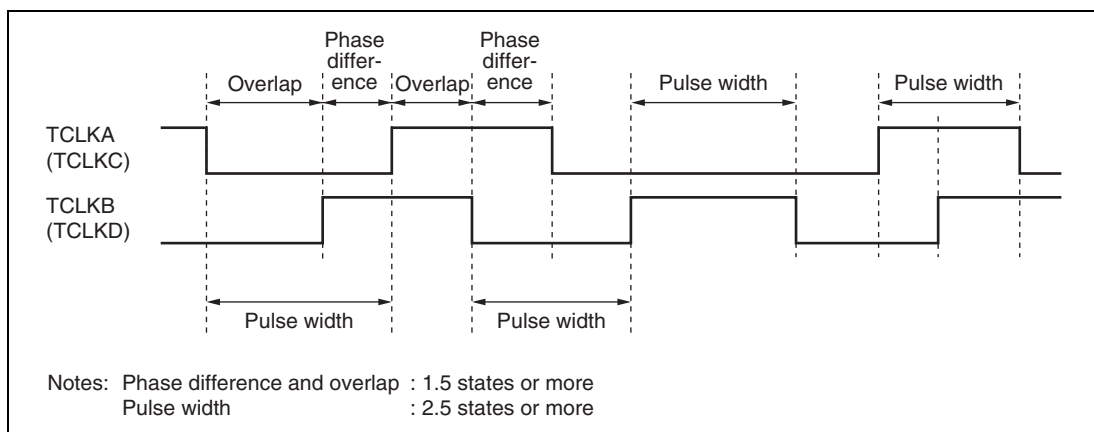 Phase
differ-
ence
Phase
differ-
ence
Overlap
Overlap
Pulse width
Pulse width
TCLKA
(TCLKC)
TCLKB
(TCLKD)
Pulse width
Pulse width
Notes: Phase difference and overlap : 1.5 states or more
Pulse width : 2.5 states or more